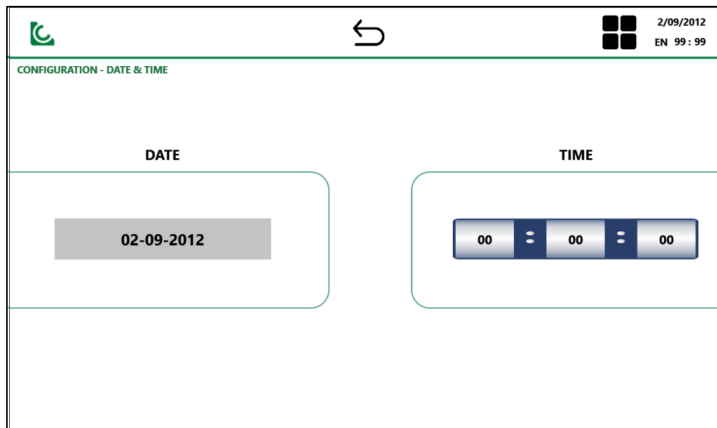 2/09/2012
EN 99 : 99
CONFIGURATION - DATE & TIME
DATE
TIME
02-09-2012
00 : 00 : 00